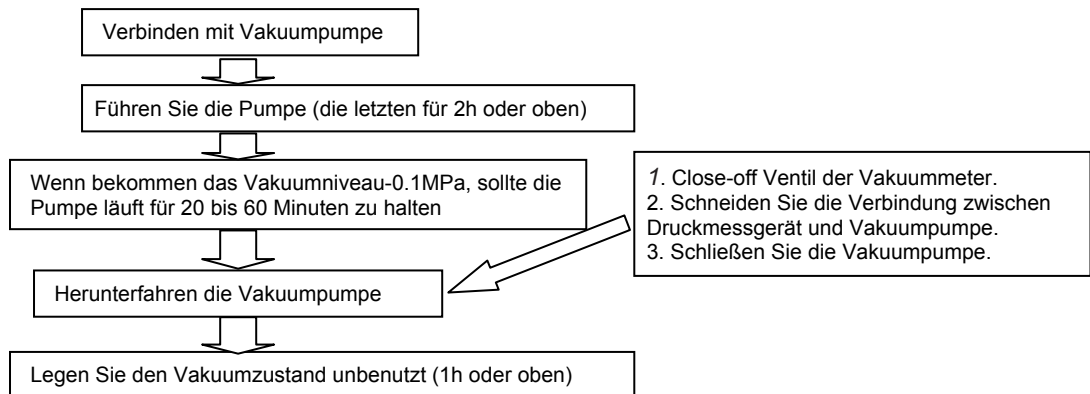 Verbinden mit Vakuumpumpe
Führen Sie die Pumpe (die letzten für 2h oder oben)
Wenn bekommen das Vakuumniveau-0.1MPa, sollte die
Pumpe läuft für 20 bis 60 Minuten zu halten
1. Close-off Ventil der Vakuummeter.
2. Schneiden Sie die Verbindung zwischen
Druckmessgerät und Vakuumpumpe.
3. Schließen Sie die Vakuumpumpe.
Herunterfahren die Vakuumpumpe
Legen Sie den Vakuumzustand unbenutzt (1h oder oben)